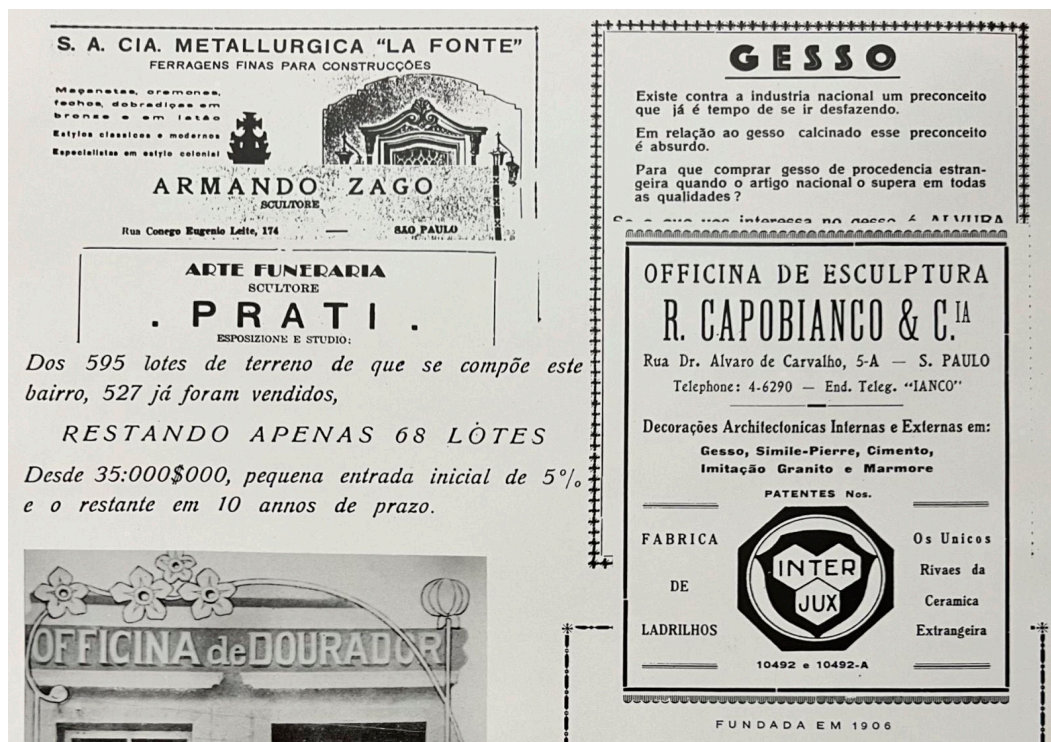 S. A. CIA. METALLURGICA “LA FONTE”
FERRAGENS FINAS PARA CONSTRUCÇÕES
Maçanetas, cremones,
fechos, dobradiças em
bronze e em latão
Estylos classicos e modernos
Especialistas em estylo colonial
ARMANDO ZAGO
SCULTORE
Rua Conego Eugenio Leite, 174 — SÃO PAULO
ARTE FUNERARIA
SCULTORE
. PRATI .
ESPOSIZIONE E STUDIO:
Dos 595 lotes de terreno de que se compõe este
bairro, 527 já foram vendidos,
RESTANDO APENAS 68 LÒTES
Desde 35:000$000, pequena entrada inicial de 5%
e o restante em 10 annos de prazo.
OFFICINA de DOURADOR
GESSO
Existe contra a industria nacional um preconceito
que já é tempo de se ir desfazendo.
Em relação ao gesso calcinado esse preconceito
é absurdo.
Para que comprar gesso de procedencia estran-
geira quando o artigo nacional o supera em todas
as qualidades ?
Se o que vos interessa no gesso é ALVURA
OFFICINA DE ESCULPTURA
R. CAPOBIANCO & C.IA
Rua Dr. Alvaro de Carvalho, 5-A — S. PAULO
Telephone: 4-6290 — End. Teleg. “IANCO”
Decorações Architectonicas Internas e Externas em:
Gesso, Simile-Pierre, Cimento,
Imitação Granito e Marmore
PATENTES Nos.
FABRICA
DE
LADRILHOS
INTER
JUX
Os Unicos
Rivaes da
Ceramica
Extrangeira
10492 e 10492-A
FUNDADA EM 1906